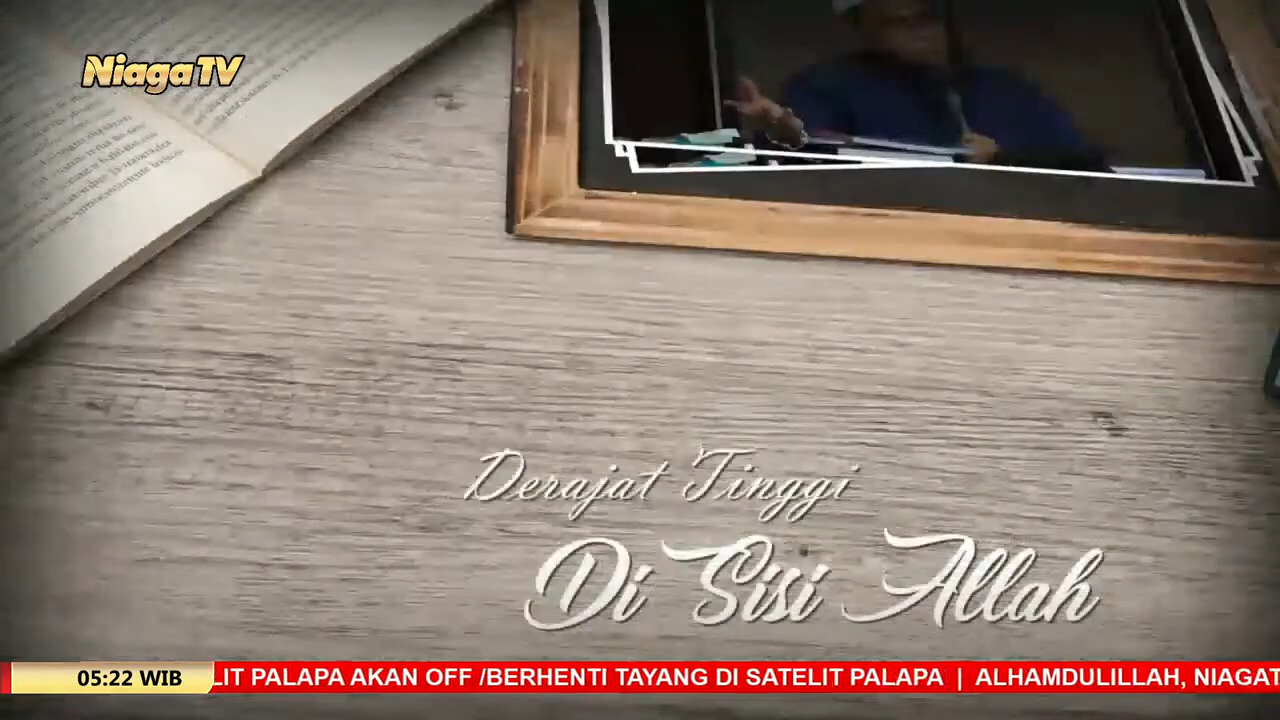 NiagaTV
Derajat Tinggi
Di Sisi Allah
05:22 WIB
LIT PALAPA AKAN OFF /BERHENTI TAYANG DI SATELIT PALAPA | ALHAMDULILLAH, NIAGAT